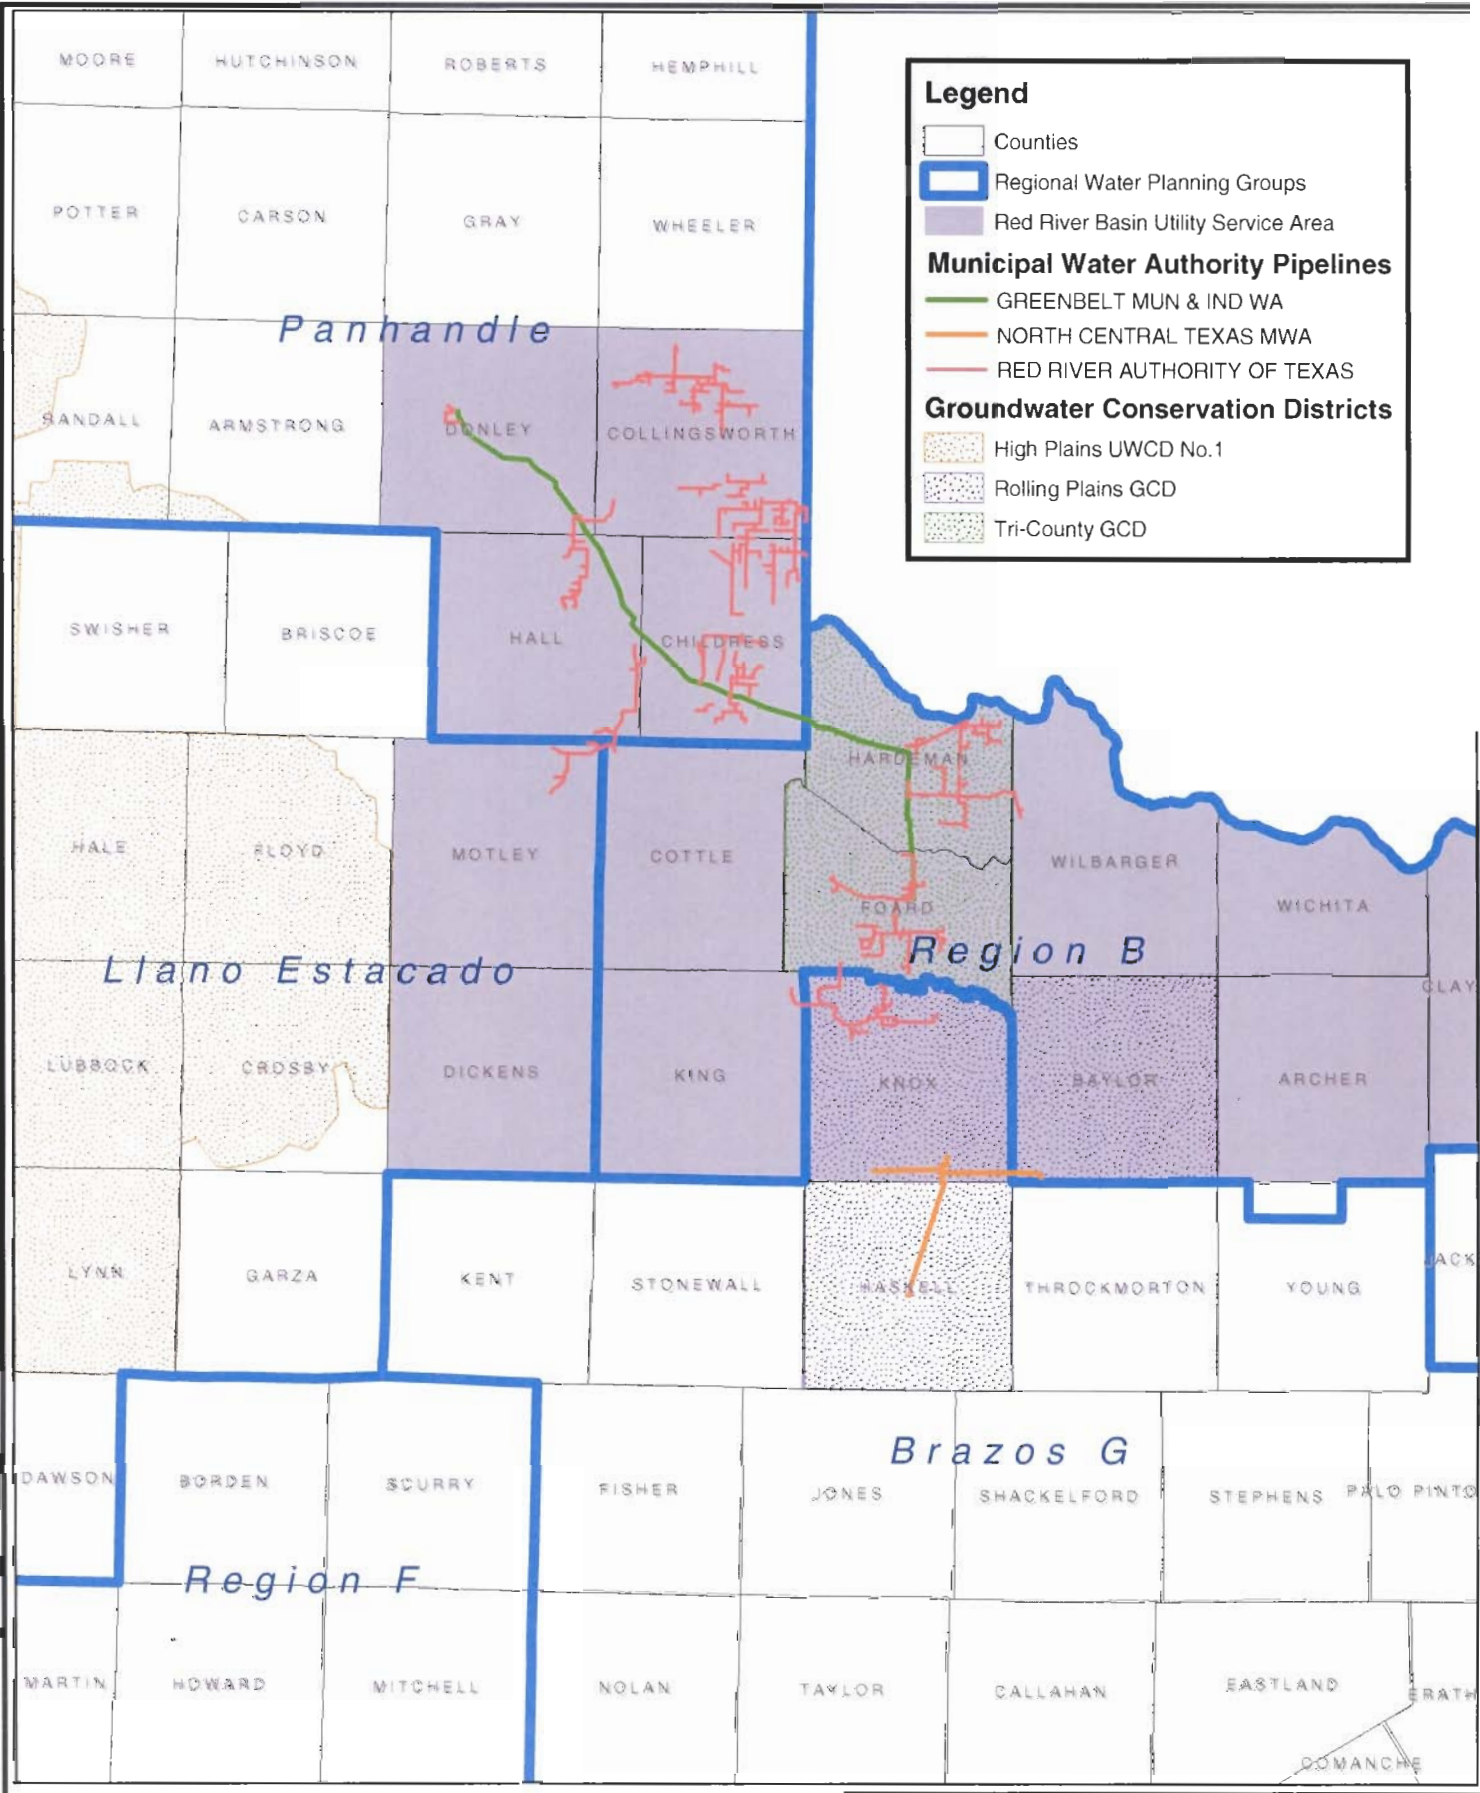 MOORE HUTCHINSON ROBERTS HEMPHILL
Legend
Counties
Regional Water Planning Groups
Red River Basin Utility Service Area
Municipal Water Authority Pipelines
GREENBELT MUN & IND WA
NORTH CENTRAL TEXAS MWA
RED RIVER AUTHORITY OF TEXAS
Groundwater Conservation Districts
High Plains UWCD No.1
Rolling Plains GCD
Tri-County GCD
POTTER CARSON GRAY WHEELER
Panhandle
RANDALL ARMSTRONG DONLEY COLLINGSWORTH
SWISHER BRISCOE HALL CHILDRESS
HARDEMAN
HALE FLOYD MOTLEY COTTLE WILBARGER
FOARD WICHITA
Region B
Llano Estacado
CLAY
LUBBOCK CROSBY DICKENS KING KNOX BAYLOR ARCHER
LYNN GARZA KENT STONEWALL HASKELL THROCKMORTON YOUNG JACK
Brazos G
DAWSON BORDEN SCURRY FISHER JONES SHACKELFORD STEPHENS PALO PINTO
Region F
MARTIN HOWARD MITCHELL NOLAN TAYLOR CALLAHAN EASTLAND ERATH
COMANCHE